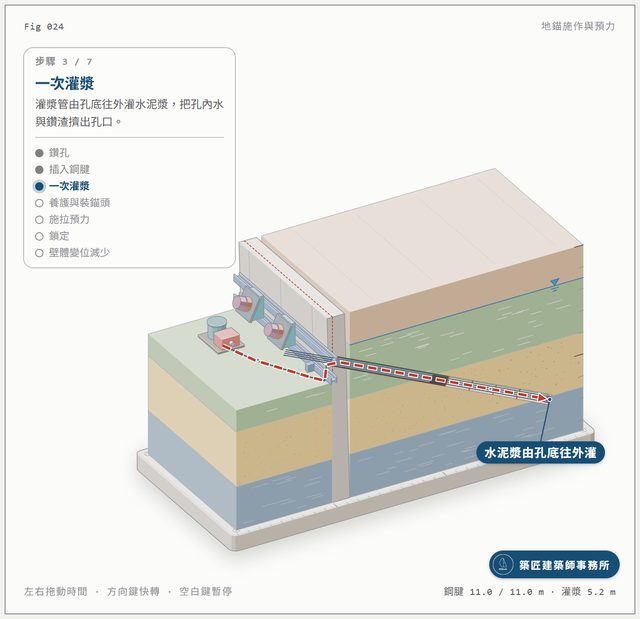 Fig 024
地錨施作與預力
步驟 3 / 7
一次灌漿
灌漿管由孔底往外灌水泥漿，把孔內水
與鑽渣擠出孔口。
鑽孔
插入鋼腱
一次灌漿
養護與裝錨頭
施拉預力
鎖定
壁體變位減少
水泥漿由孔底往外灌
築匠建築師事務所
左右拖動時間 · 方向鍵快轉 · 空白鍵暫停
鋼腱 11.0 / 11.0 m · 灌漿 5.2 m